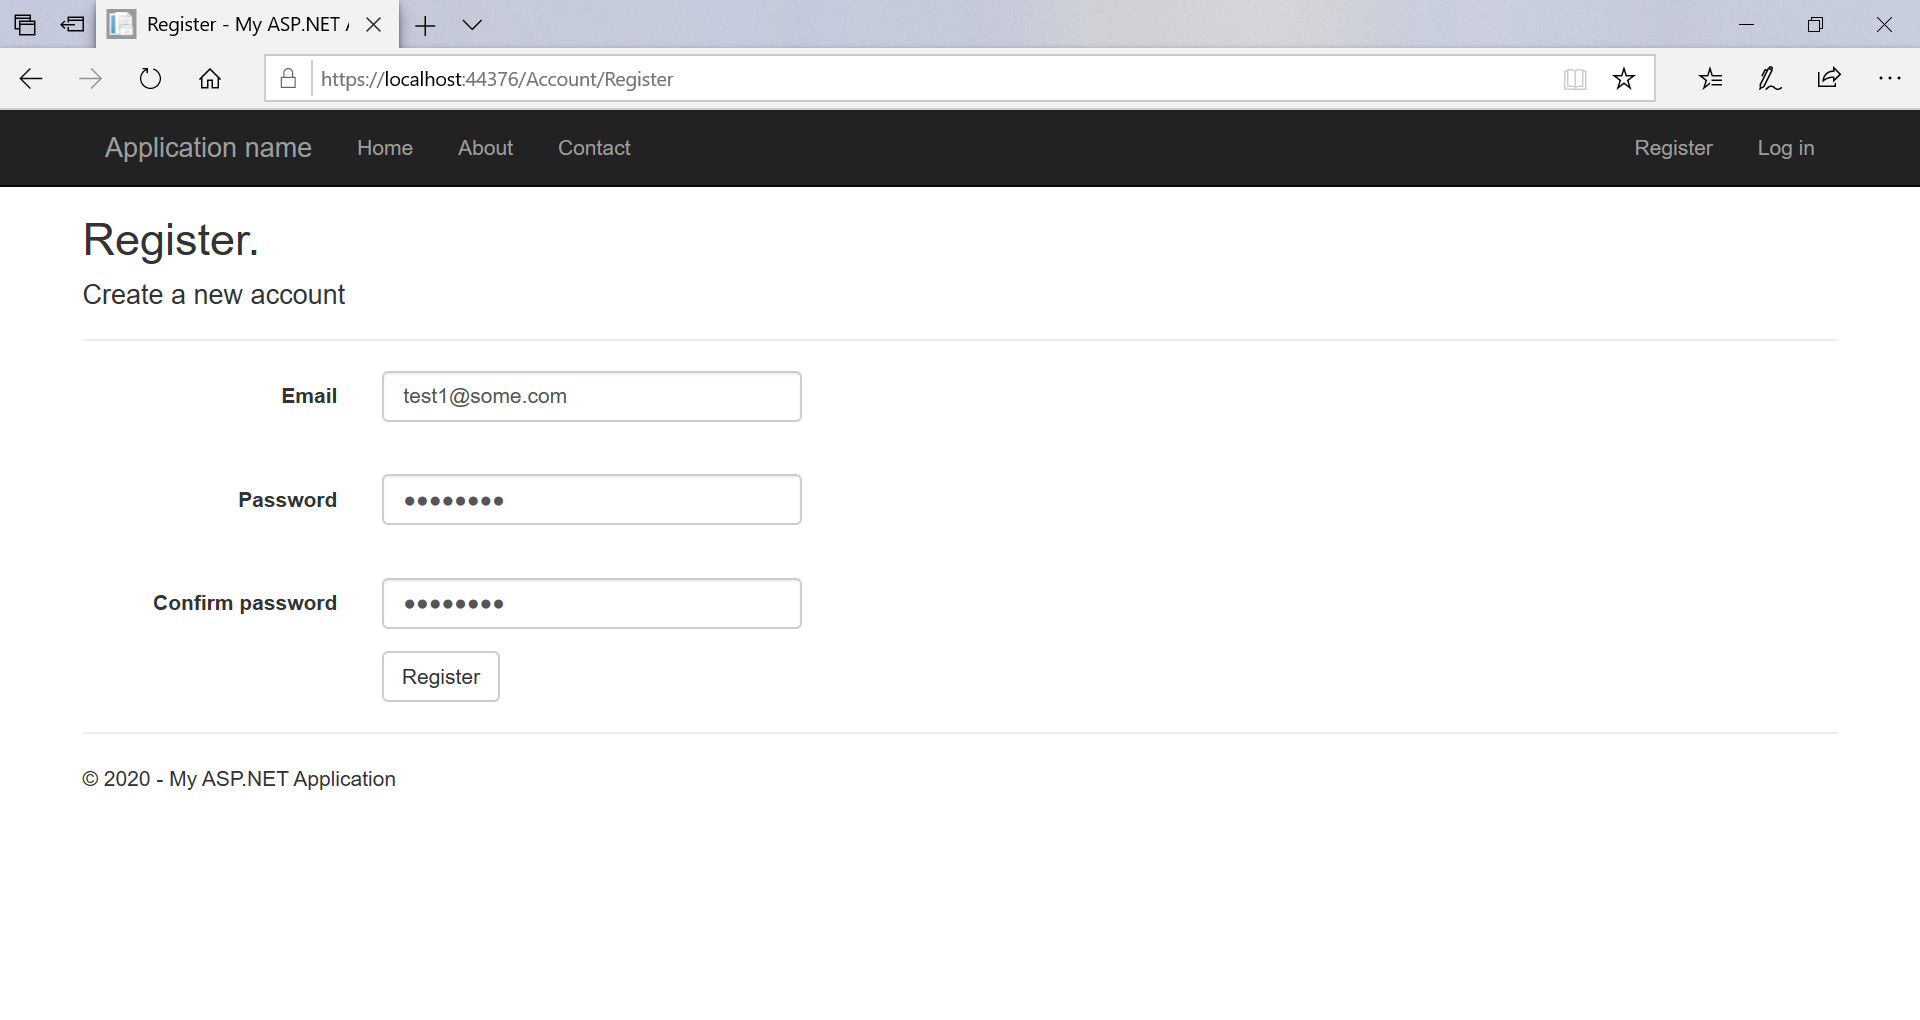 Register - My ASP.NET
https://localhost:44376/Account/Register
Application name Home About Contact Register Log in
Register.
Create a new account
Email test1@some.com
Password ●●●●●●●●
Confirm password ●●●●●●●●
Register
© 2020 - My ASP.NET Application